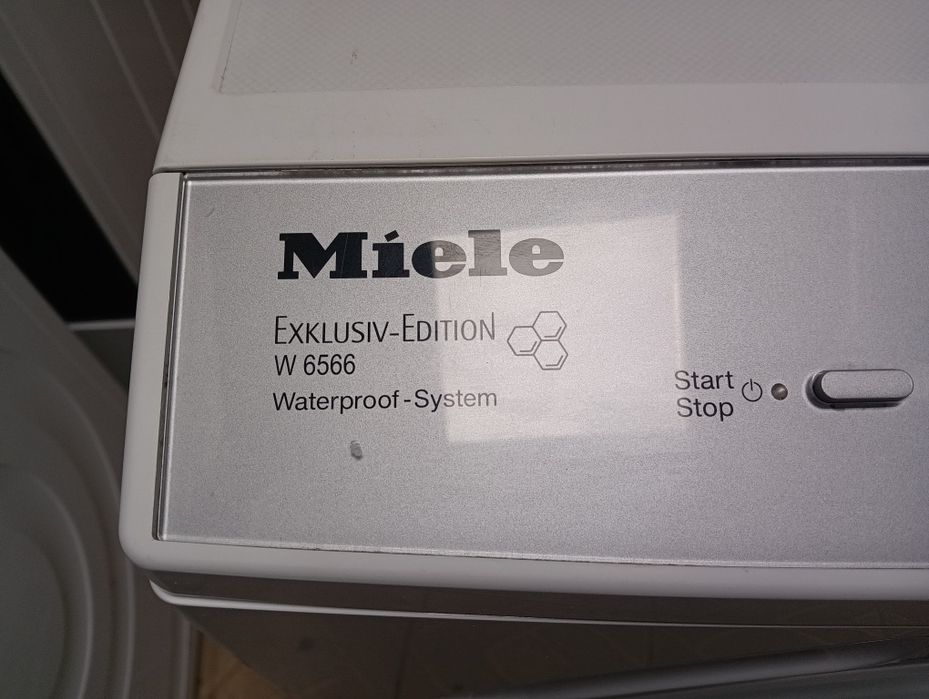 Miele
EXKLUSIV-EDITION
W 6566
Waterproof-System
Start
Stop